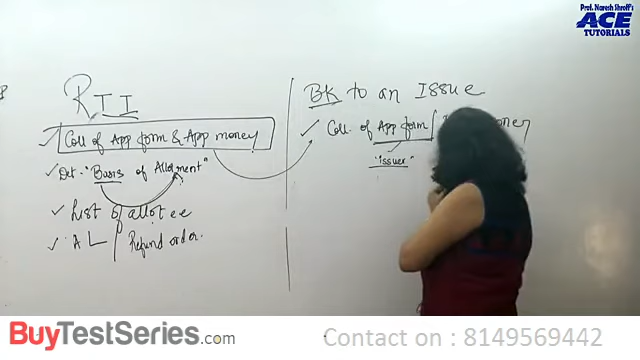 Prof. Naresh Shroff's
ACE
TUTORIALS
RTI
Coll of App form & App money
Det. "Basis of Allotment"
List of allotee
A L / Refund order.
BK to an Issue
Coll of App form / oney
"issuer"
BUyTestSeries.com
Contact on : 8149569442